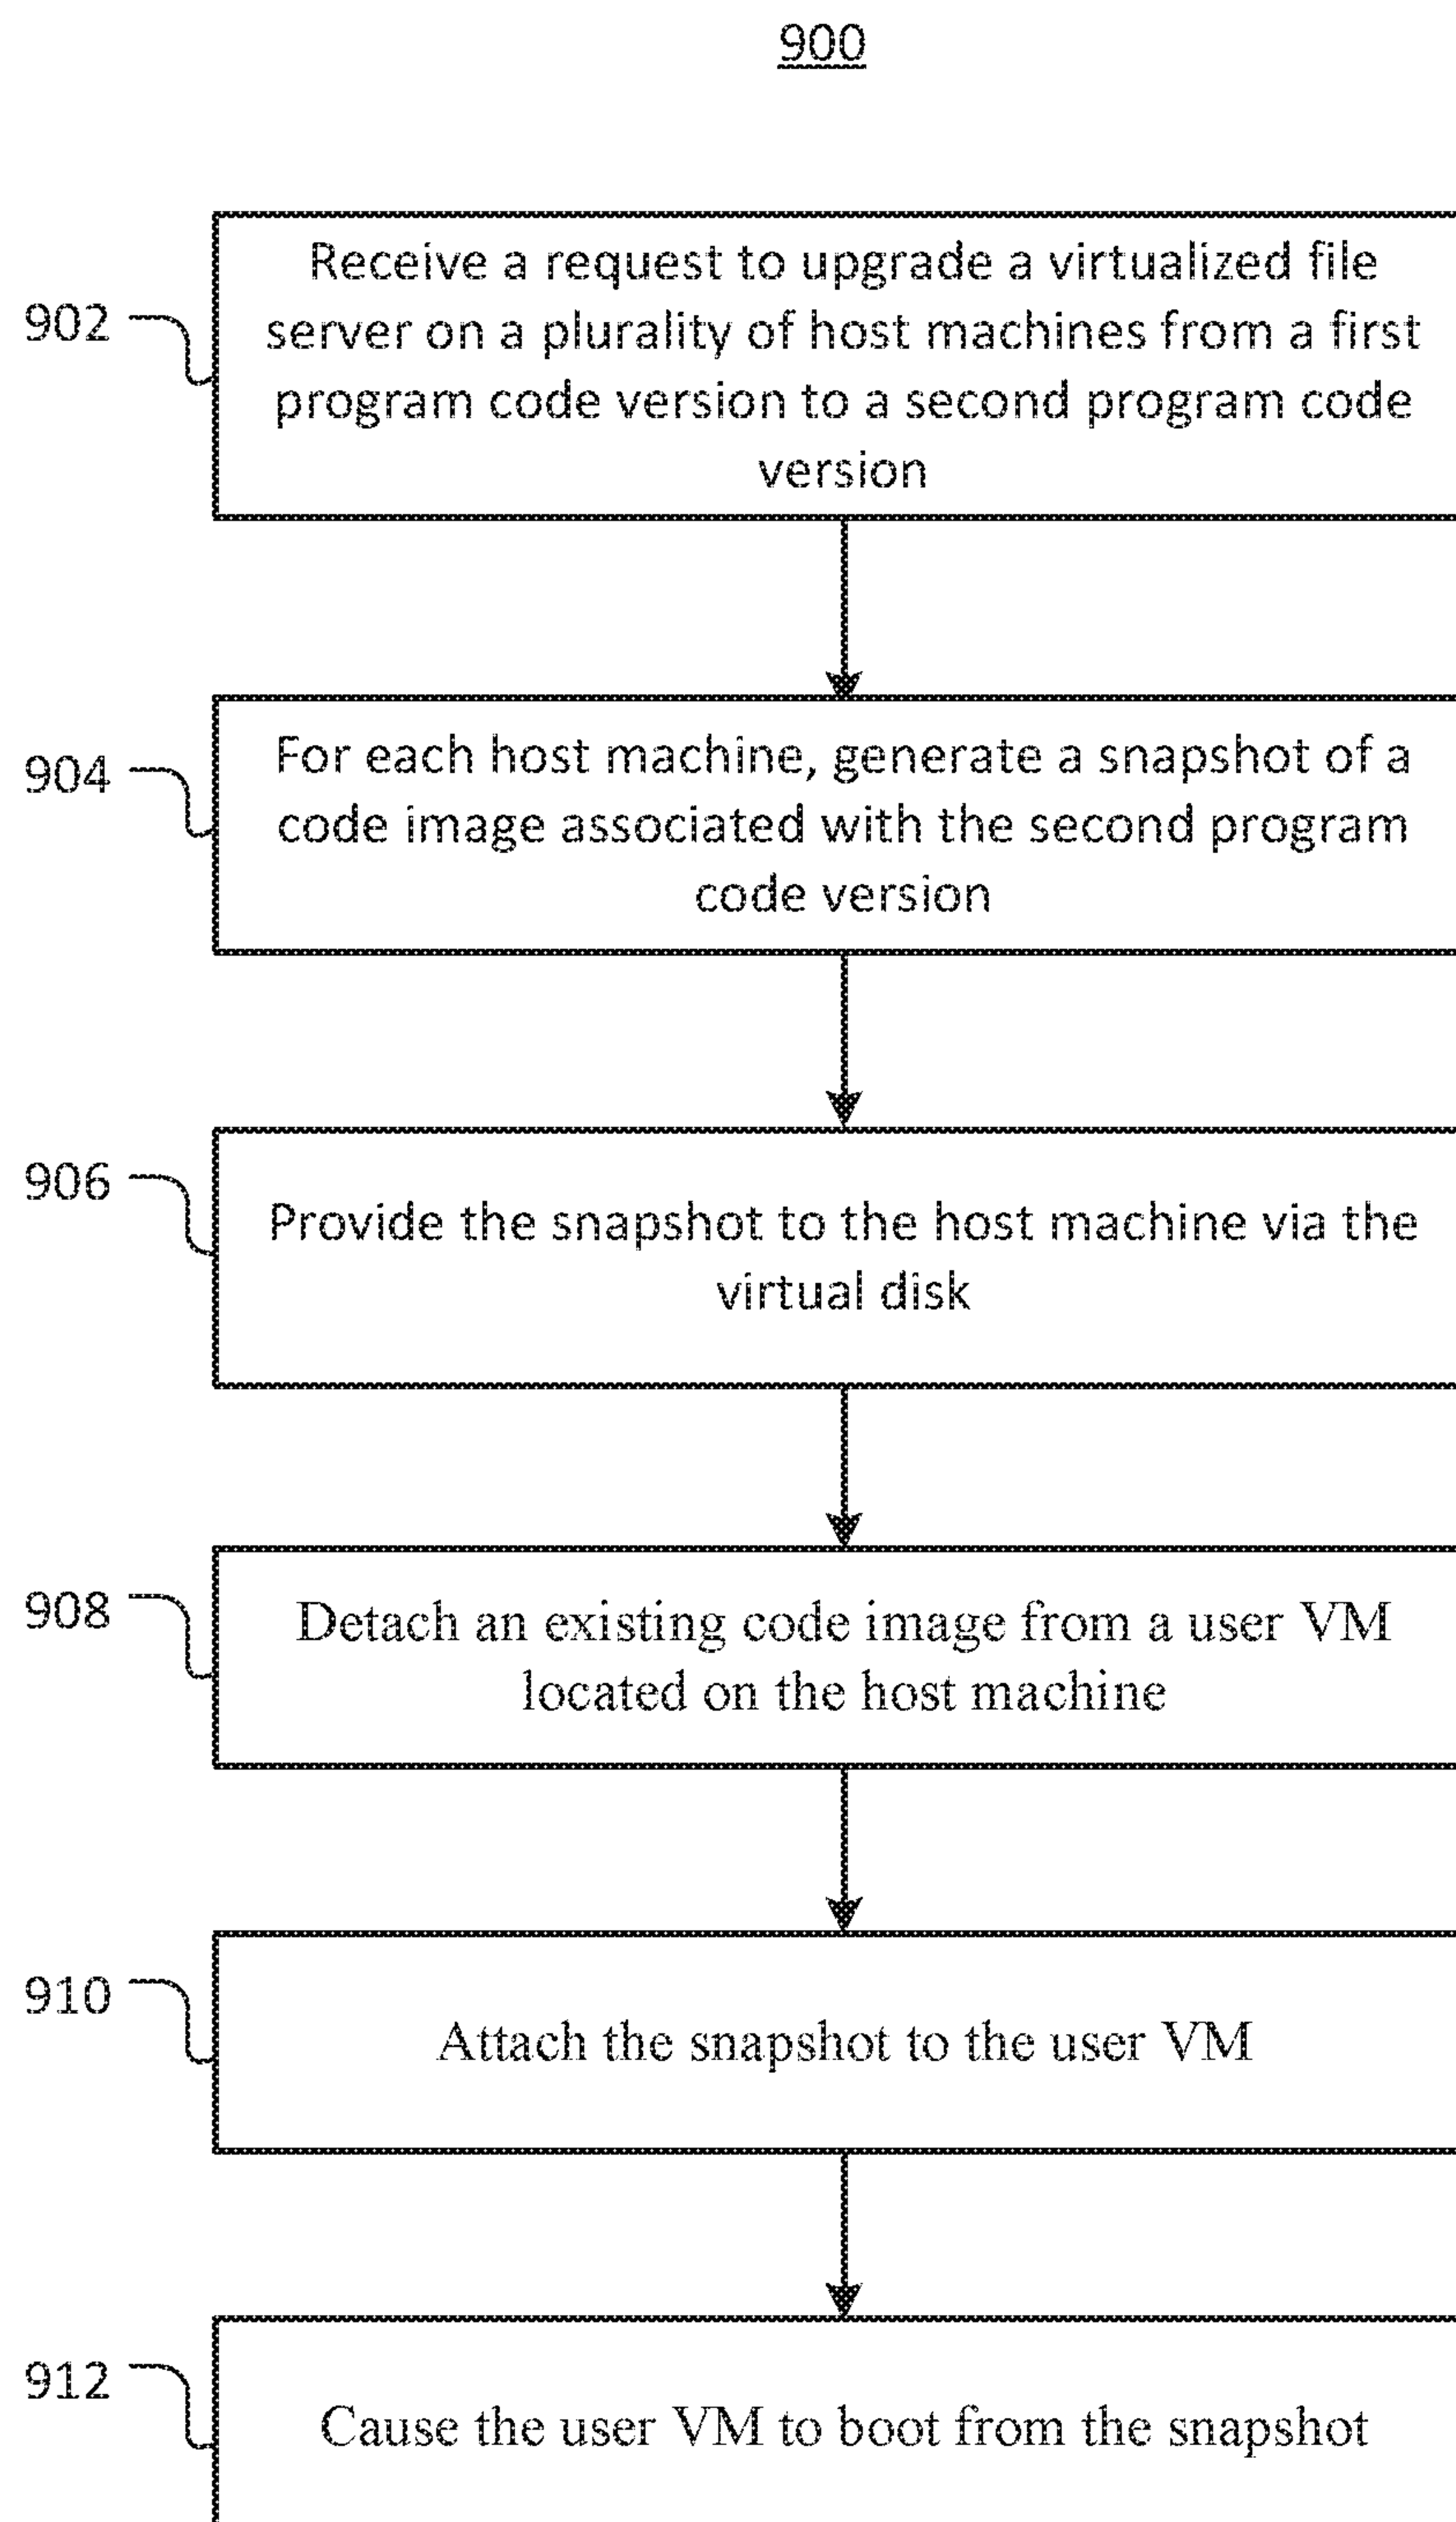 900
902
Receive a request to upgrade a virtualized file
server on a plurality of host machines from a first
program code version to a second program code
version
904
For each host machine, generate a snapshot of a
code image associated with the second program
code version
906
Provide the snapshot to the host machine via the
virtual disk
908
Detach an existing code image from a user VM
located on the host machine
910
Attach the snapshot to the user VM
912
Cause the user VM to boot from the snapshot